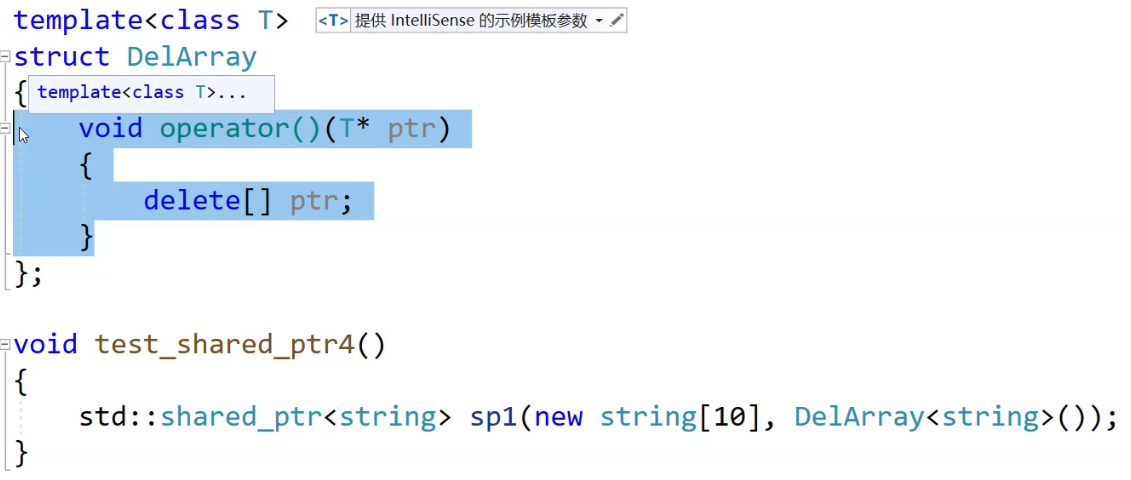 template<class T> <T> 提供 IntelliSense 的示例模板参数
struct DelArray
{ template<class T>...
void operator()(T* ptr)
{
delete[] ptr;
}
};
void test_shared_ptr4()
{
std::shared_ptr<string> sp1(new string[10], DelArray<string>());
}